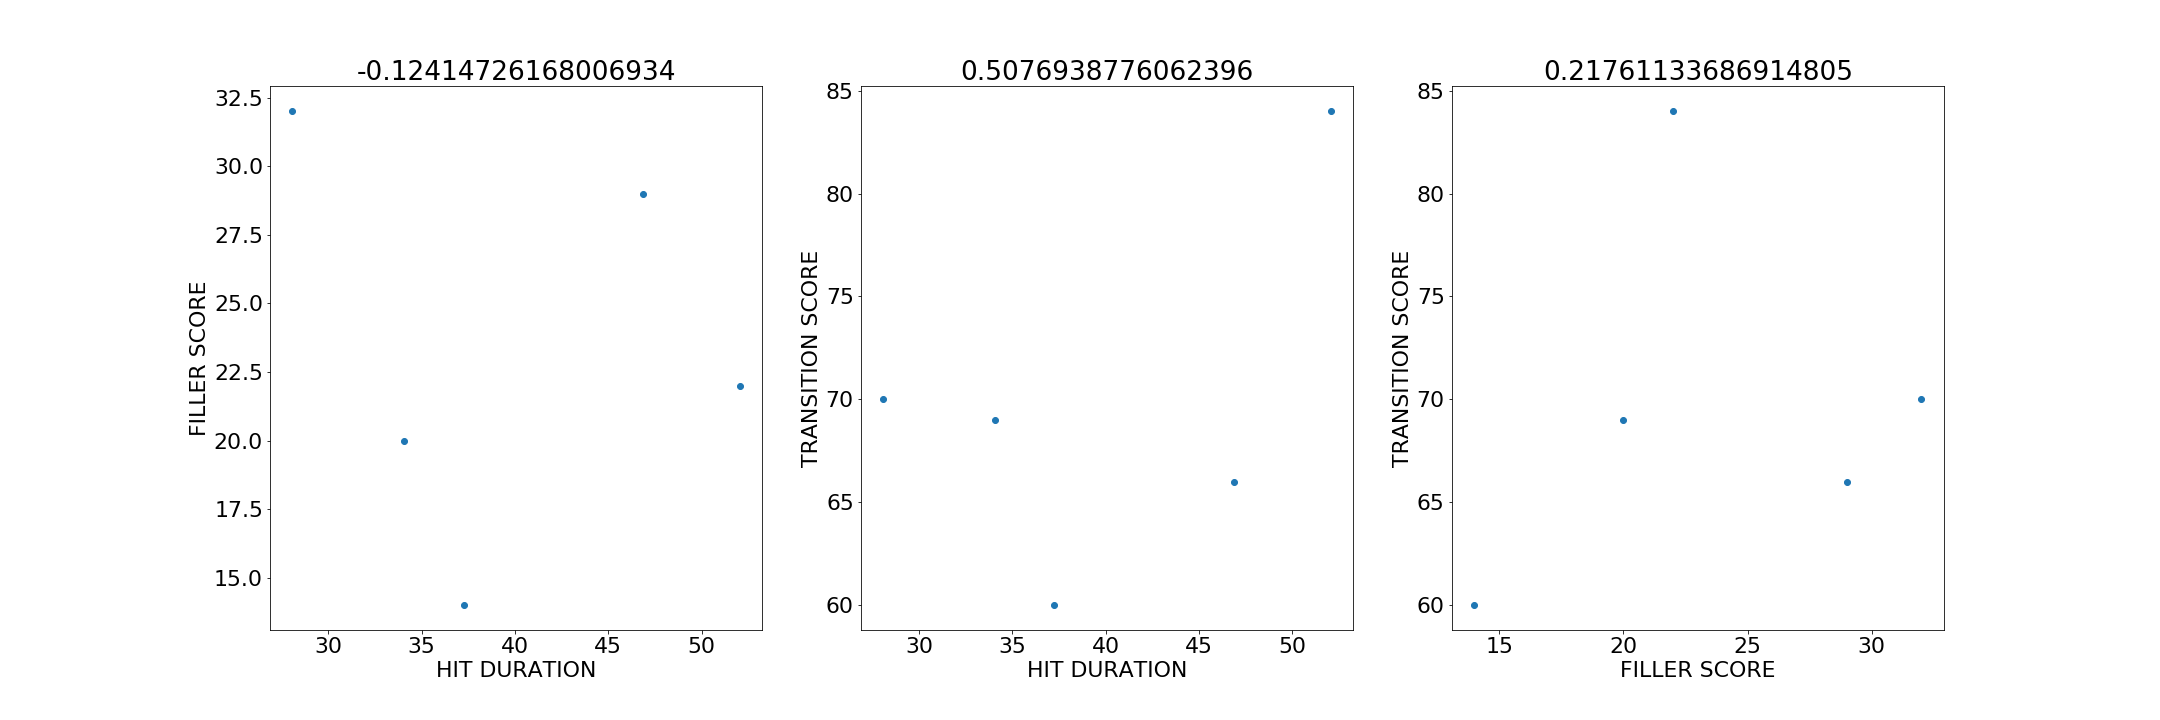 -0.12414726168006934
32.5
30.0
27.5
25.0
22.5
20.0
17.5
15.0
FILLER SCORE
30 35 40 45 50
HIT DURATION
0.5076938776062396
85
80
75
70
65
60
TRANSITION SCORE
30 35 40 45 50
HIT DURATION
0.21761133686914805
85
80
75
70
65
60
TRANSITION SCORE
15 20 25 30
FILLER SCORE